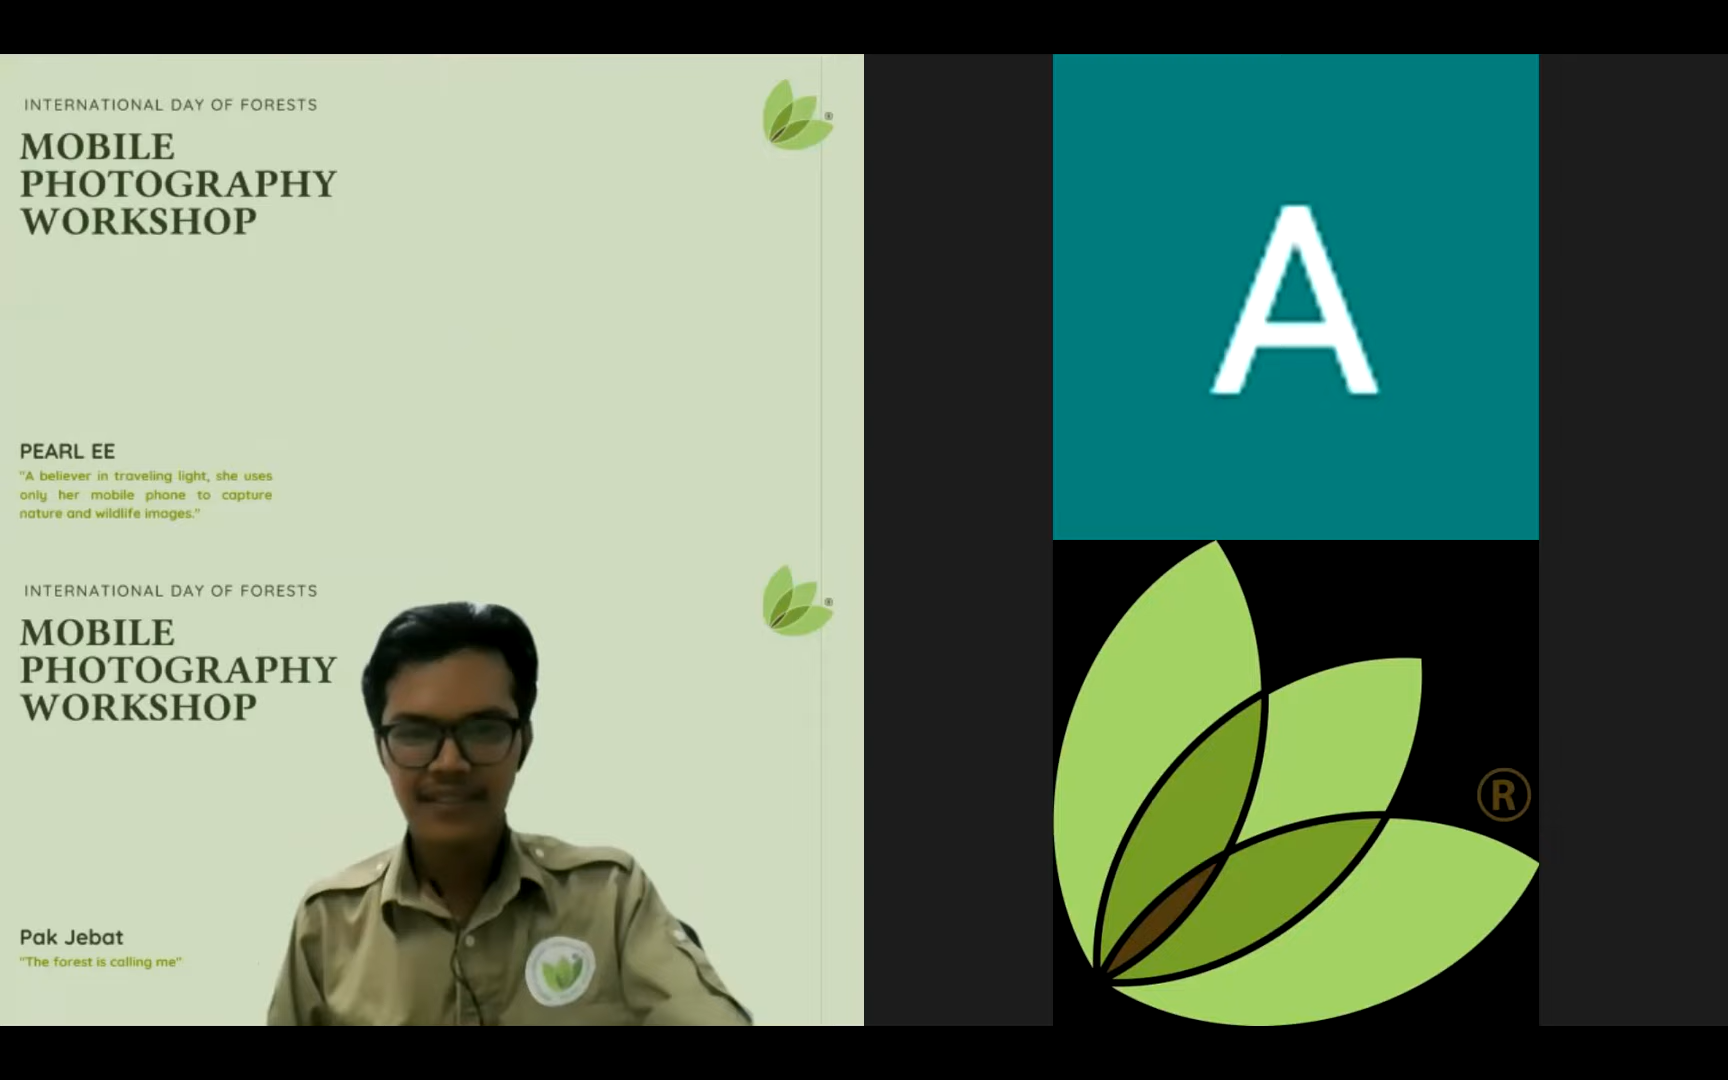 INTERNATIONAL DAY OF FORESTS
MOBILE
PHOTOGRAPHY
WORKSHOP
®
PEARL EE
"A believer in traveling light, she uses
only her mobile phone to capture
nature and wildlife images."
A
INTERNATIONAL DAY OF FORESTS
MOBILE
PHOTOGRAPHY
WORKSHOP
®
Pak Jebat
"The forest is calling me"
®